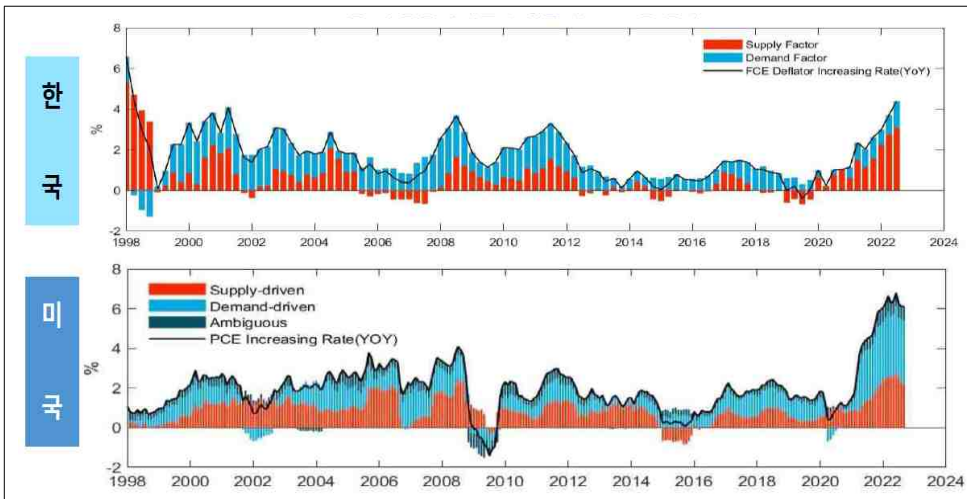 한
국
8
6
4
2
0
-2
%
Supply Factor
Demand Factor
FCE Deflator Increasing Rate(YoY)
1998 2000 2002 2004 2006 2008 2010 2012 2014 2016 2018 2020 2022 2024
미
국
8
6
4
2
0
-2
%
Supply-driven
Demand-driven
Ambiguous
PCE Increasing Rate(YOY)
1998 2000 2002 2004 2006 2008 2010 2012 2014 2016 2018 2020 2022 2024